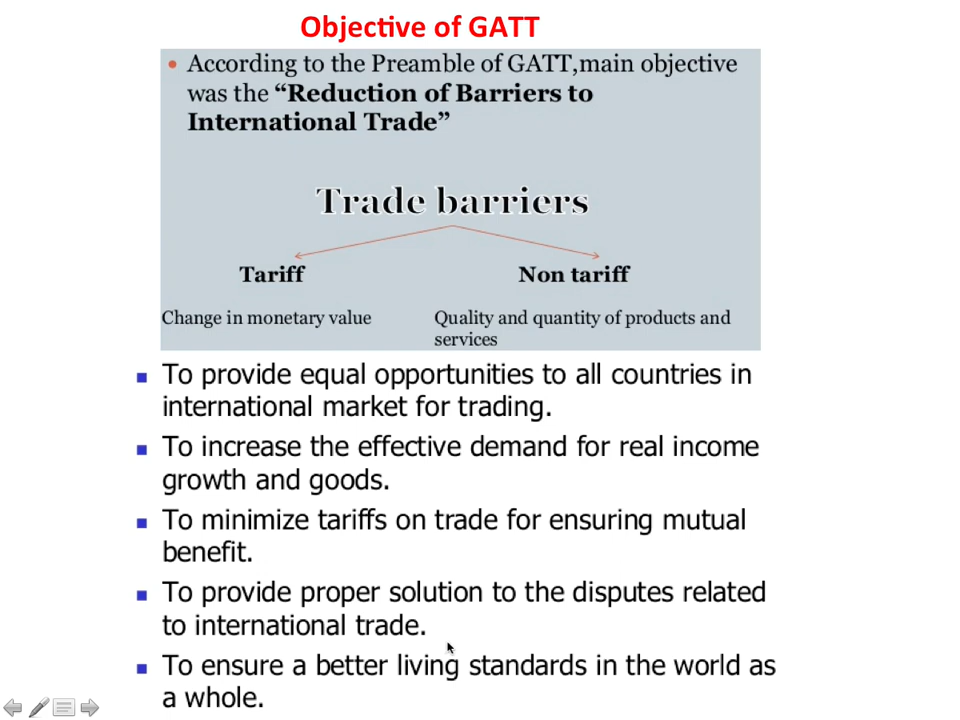 Objective of GATT
• According to the Preamble of GATT,main objective
was the “Reduction of Barriers to
International Trade”
Trade barriers
Tariff
Non tariff
Change in monetary value
Quality and quantity of products and
services
▪ To provide equal opportunities to all countries in
international market for trading.
▪ To increase the effective demand for real income
growth and goods.
▪ To minimize tariffs on trade for ensuring mutual
benefit.
▪ To provide proper solution to the disputes related
to international trade.
▪ To ensure a better living standards in the world as
a whole.